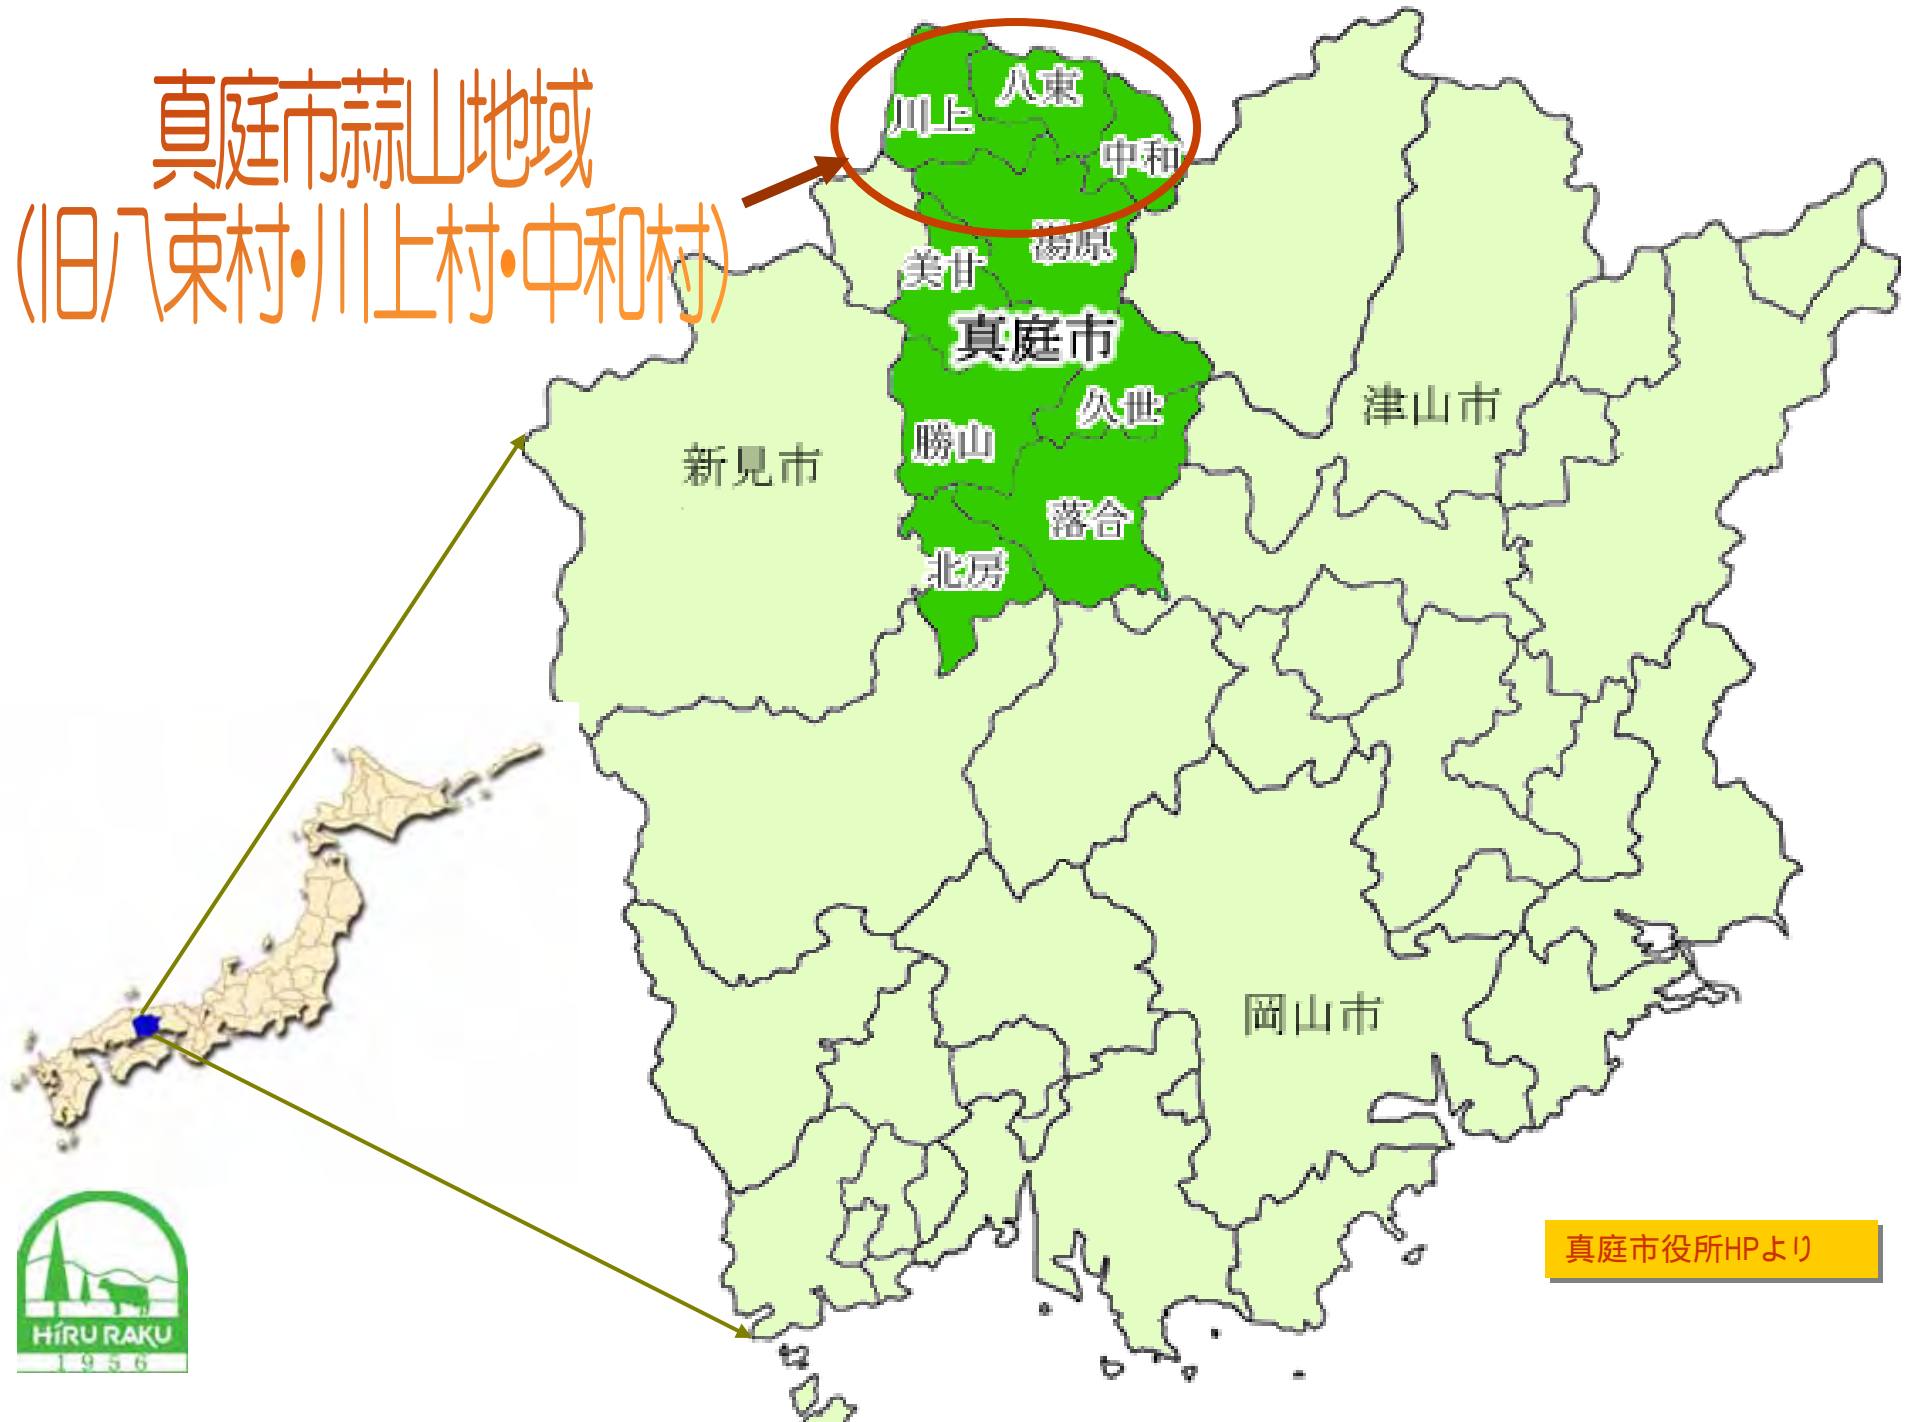 真庭市蒜山地域
(旧八束村・川上村・中和村)
八束
川上
中和
湯原
美甘
真庭市
久世
津山市
勝山
新見市
落合
北房
岡山市
真庭市役所HPより
HiRU RAKU
1956